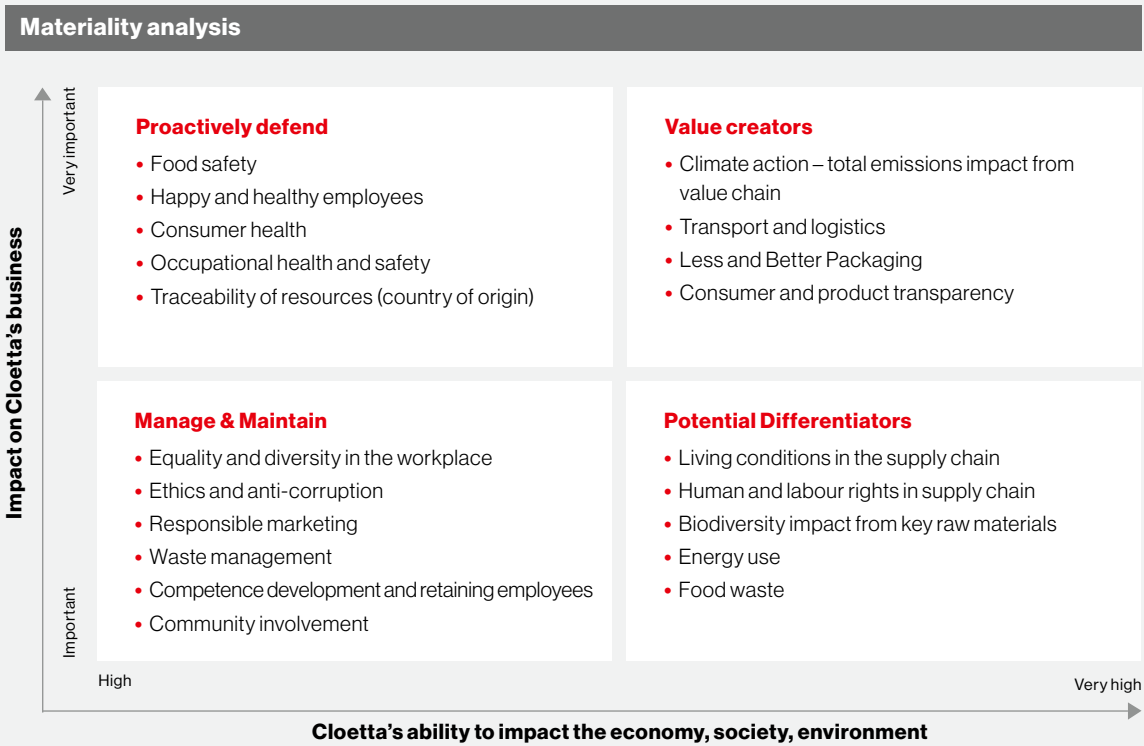 Materiality analysis
Very important
Impact on Cloetta's business
Important
Proactively defend
• Food safety
• Happy and healthy employees
• Consumer health
• Occupational health and safety
• Traceability of resources (country of origin)
Value creators
• Climate action – total emissions impact from
value chain
• Transport and logistics
• Less and Better Packaging
• Consumer and product transparency
Manage & Maintain
• Equality and diversity in the workplace
• Ethics and anti-corruption
• Responsible marketing
• Waste management
• Competence development and retaining employees
• Community involvement
Potential Differentiators
• Living conditions in the supply chain
• Human and labour rights in supply chain
• Biodiversity impact from key raw materials
• Energy use
• Food waste
High
Very high
Cloetta's ability to impact the economy, society, environment